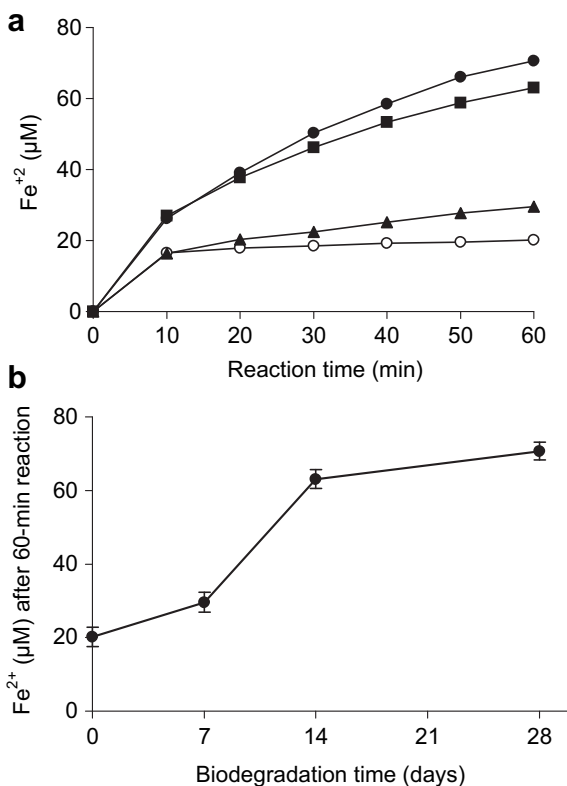 a
80
60
40
20
0
Fe⁺² (µM)
0 10 20 30 40 50 60
Reaction time (min)
b
80
60
40
20
0
Fe²⁺ (µM) after 60-min reaction
0 7 14 21 28
Biodegradation time (days)